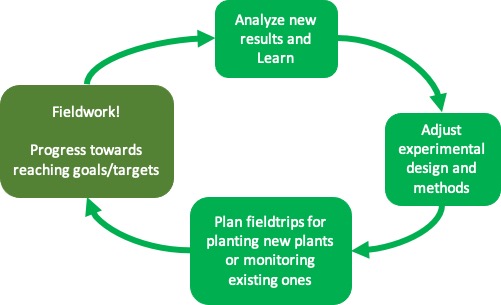 Analyze new
results and
Learn
Fieldwork!
Progress towards
reaching goals/targets
Adjust
experimental
design and
methods
Plan fieldtrips for
planting new plants
or monitoring
existing ones